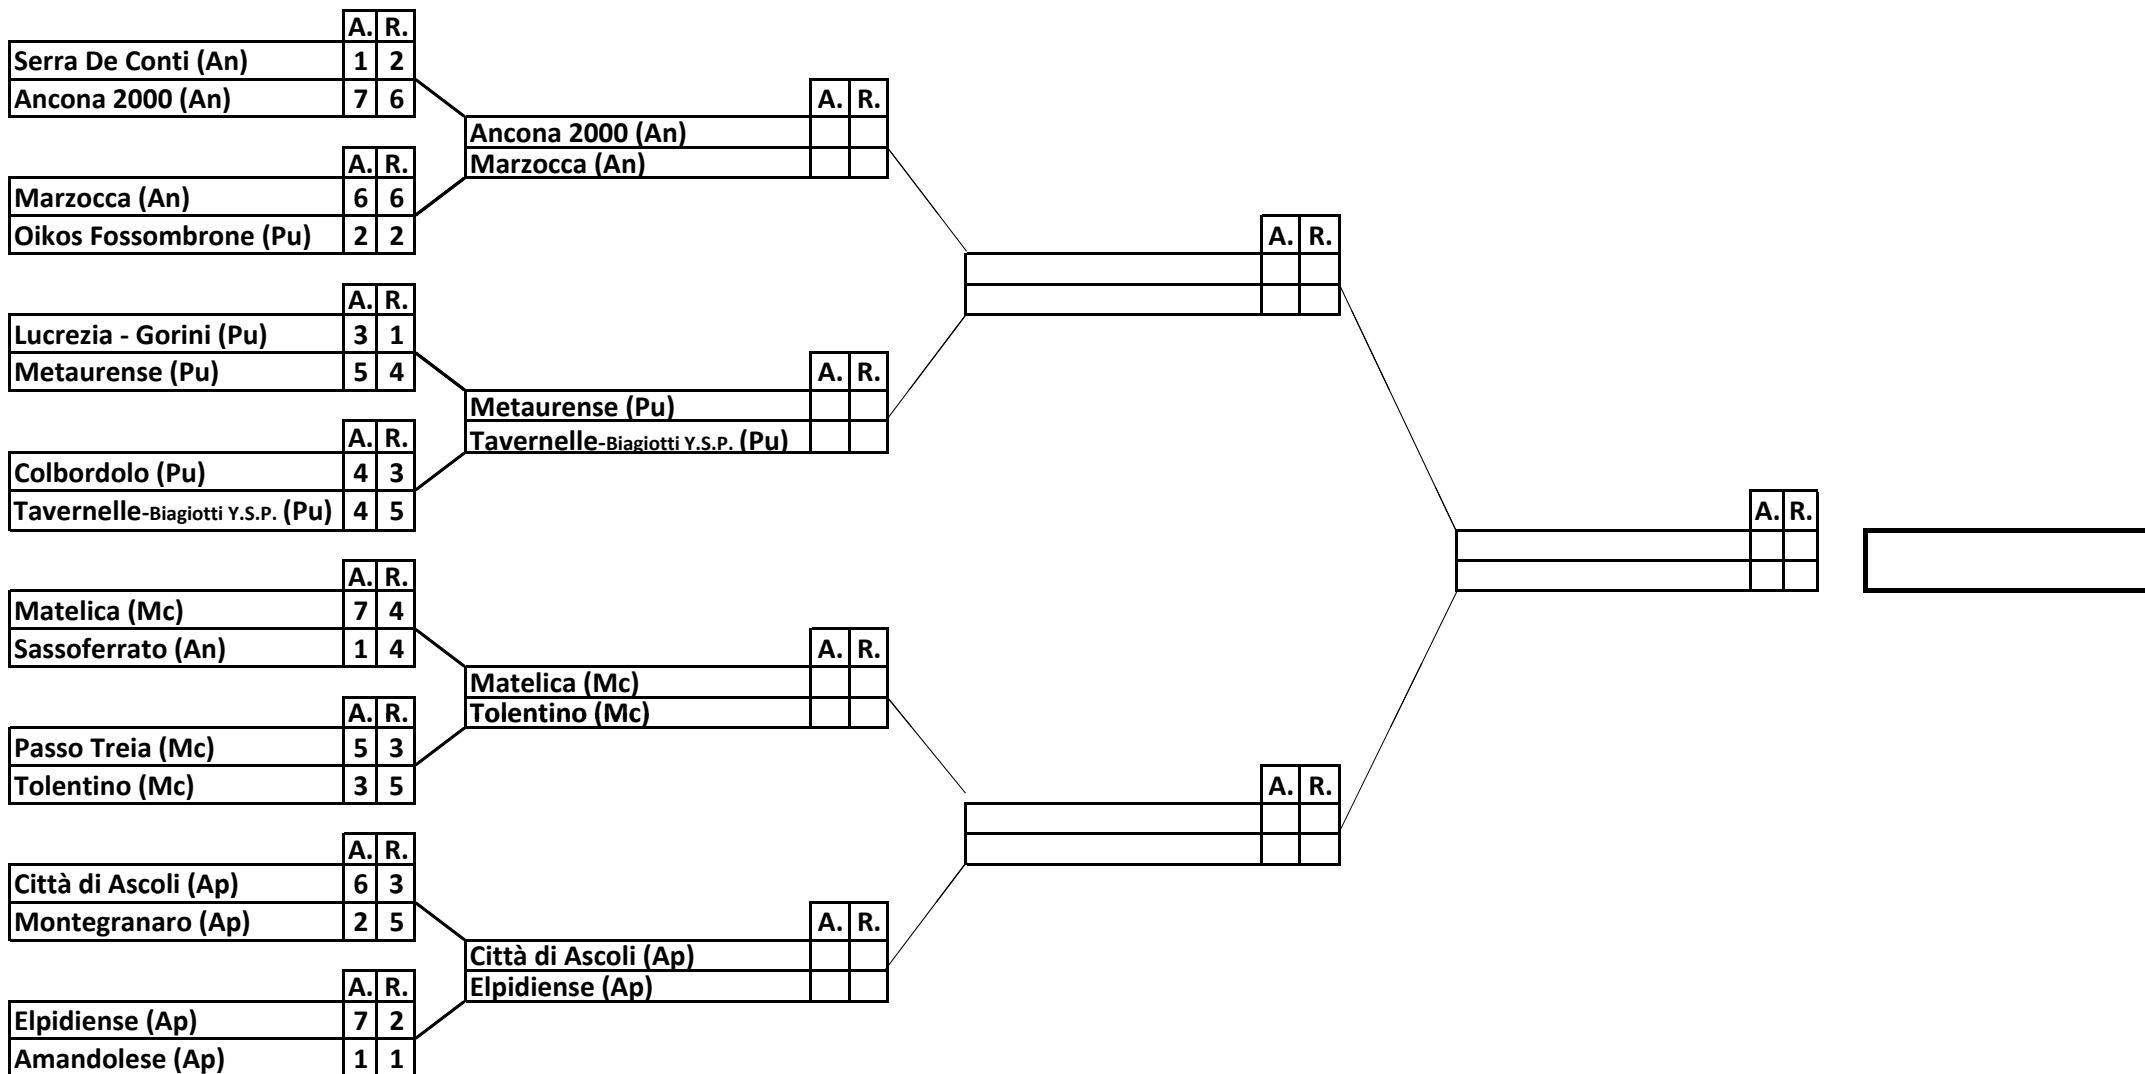 A. R.
Serra De Conti (An) 1 2
Ancona 2000 (An) 7 6
A. R.
Marzocca (An) 6 6
Oikos Fossombrone (Pu) 2 2
A. R.
Lucrezia - Gorini (Pu) 3 1
Metaurense (Pu) 5 4
A. R.
Colbordolo (Pu) 4 3
Tavernelle-Biagiotti Y.S.P. (Pu) 4 5
A. R.
Matelica (Mc) 7 4
Sassoferrato (An) 1 4
A. R.
Passo Treia (Mc) 5 3
Tolentino (Mc) 3 5
A. R.
Città di Ascoli (Ap) 6 3
Montegranaro (Ap) 2 5
A. R.
Elpidiense (Ap) 7 2
Amandolese (Ap) 1 1
A. R.
Ancona 2000 (An)
Marzocca (An)
A. R.
Metaurense (Pu)
Tavernelle-Biagiotti Y.S.P. (Pu)
A. R.
Matelica (Mc)
Tolentino (Mc)
A. R.
Città di Ascoli (Ap)
Elpidiense (Ap)
A. R.
A. R.
A. R.